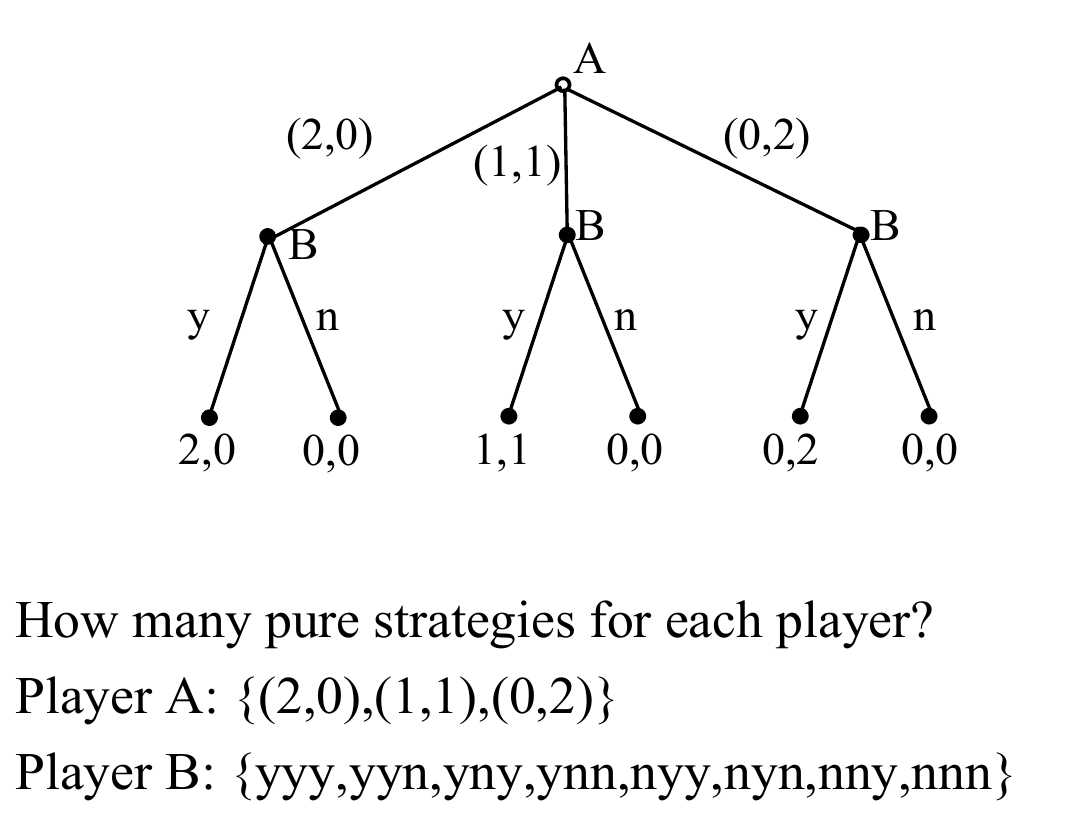 A
(2,0) (1,1) (0,2)
B B B
y n y n y n
2,0 0,0 1,1 0,0 0,2 0,0
How many pure strategies for each player?
Player A: {(2,0),(1,1),(0,2)}
Player B: {yyy,yyn,yny,ynn,nyy,nyn,nny,nnn}